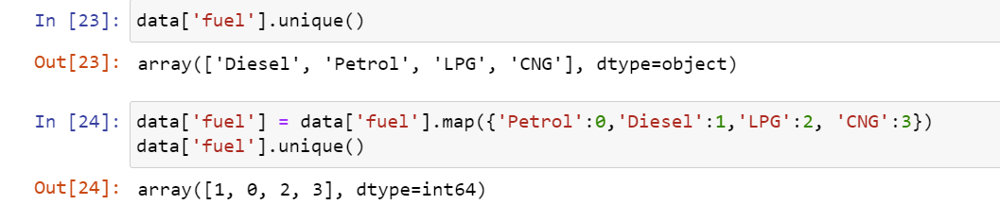 In [23]: data['fuel'].unique()
Out[23]: array(['Diesel', 'Petrol', 'LPG', 'CNG'], dtype=object)
In [24]: data['fuel'] = data['fuel'].map({'Petrol':0,'Diesel':1,'LPG':2, 'CNG':3})
data['fuel'].unique()
Out[24]: array([1, 0, 2, 3], dtype=int64)